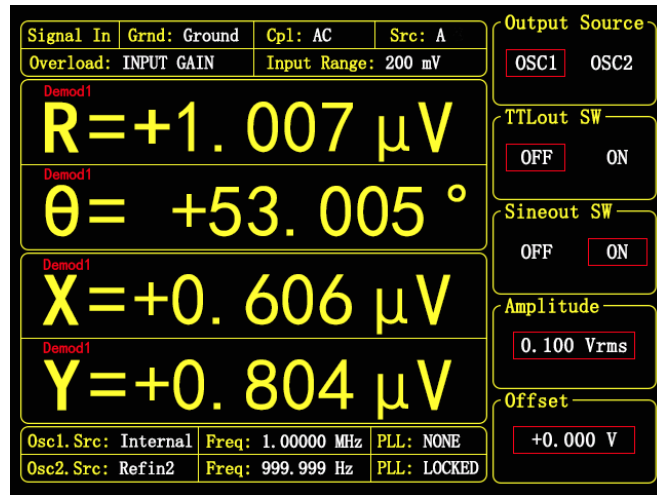 Signal In Grnd: Ground Cpl: AC Src: A
Overload: INPUT GAIN Input Range: 200 mV
Demod1
R=+1.007 μV
Demod1
θ= +53.005 °
Demod1
X=+0.606 μV
Demod1
Y=+0.804 μV
Osc1.Src: Internal Freq: 1.00000 MHz PLL: NONE
Osc2.Src: Refin2 Freq: 999.999 Hz PLL: LOCKED
Output Source
OSC1 OSC2
TTLout SW
OFF ON
Sineout SW
OFF ON
Amplitude
0.100 Vrms
Offset
+0.000 V